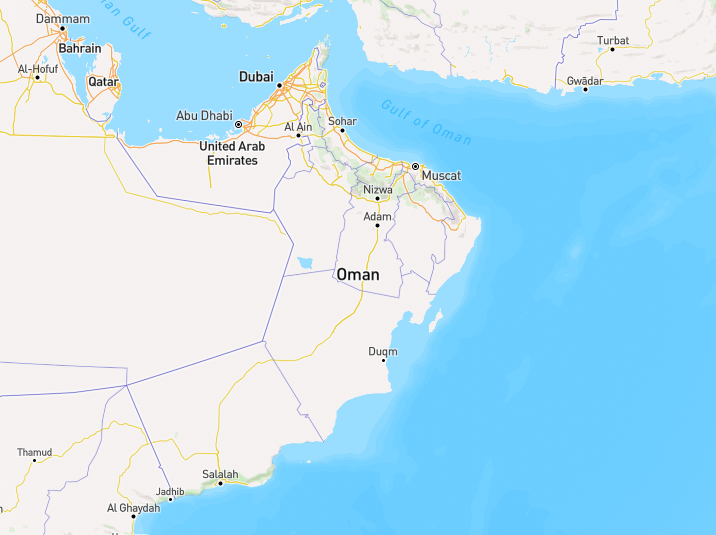 Dammam
an Gulf
Turbat
Bahrain
Al-Hofuf
Qatar
Dubai
Gwādar
Abu Dhabi
Gulf of Oman
Al Ain
Sohar
United Arab
Emirates
Muscat
Nizwa
Adam
Oman
Duqm
Thamud
Salalah
Jadhib
Al Ghaydah